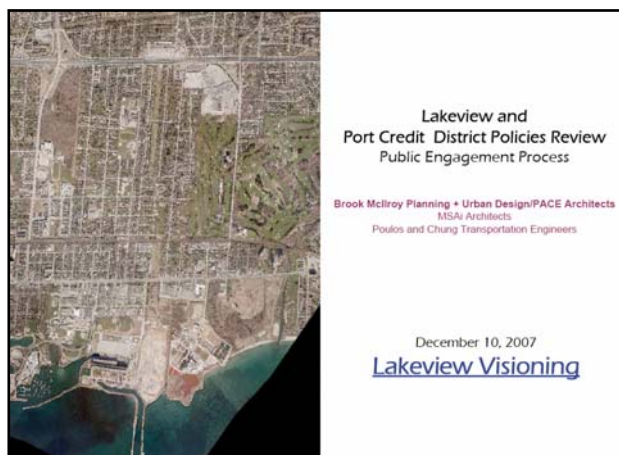 Lakeview and
Port Credit District Policies Review
Public Engagement Process
Brook McIlroy Planning + Urban Design/PACE Architects
MSAi Architects
Poulos and Chung Transportation Engineers
December 10, 2007
Lakeview Visioning